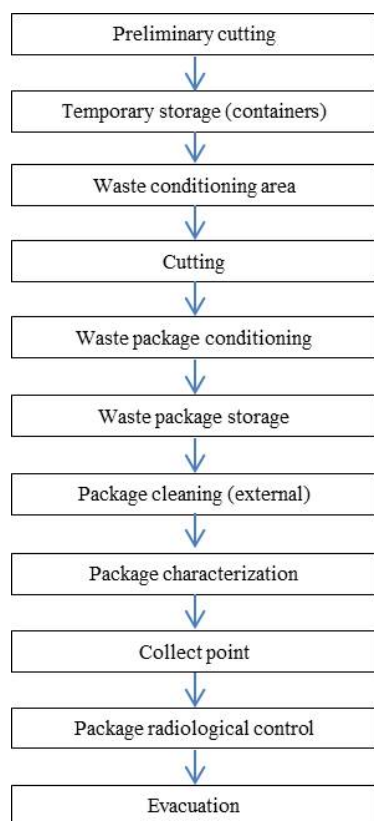 Preliminary cutting
Temporary storage (containers)
Waste conditioning area
Cutting
Waste package conditioning
Waste package storage
Package cleaning (external)
Package characterization
Collect point
Package radiological control
Evacuation